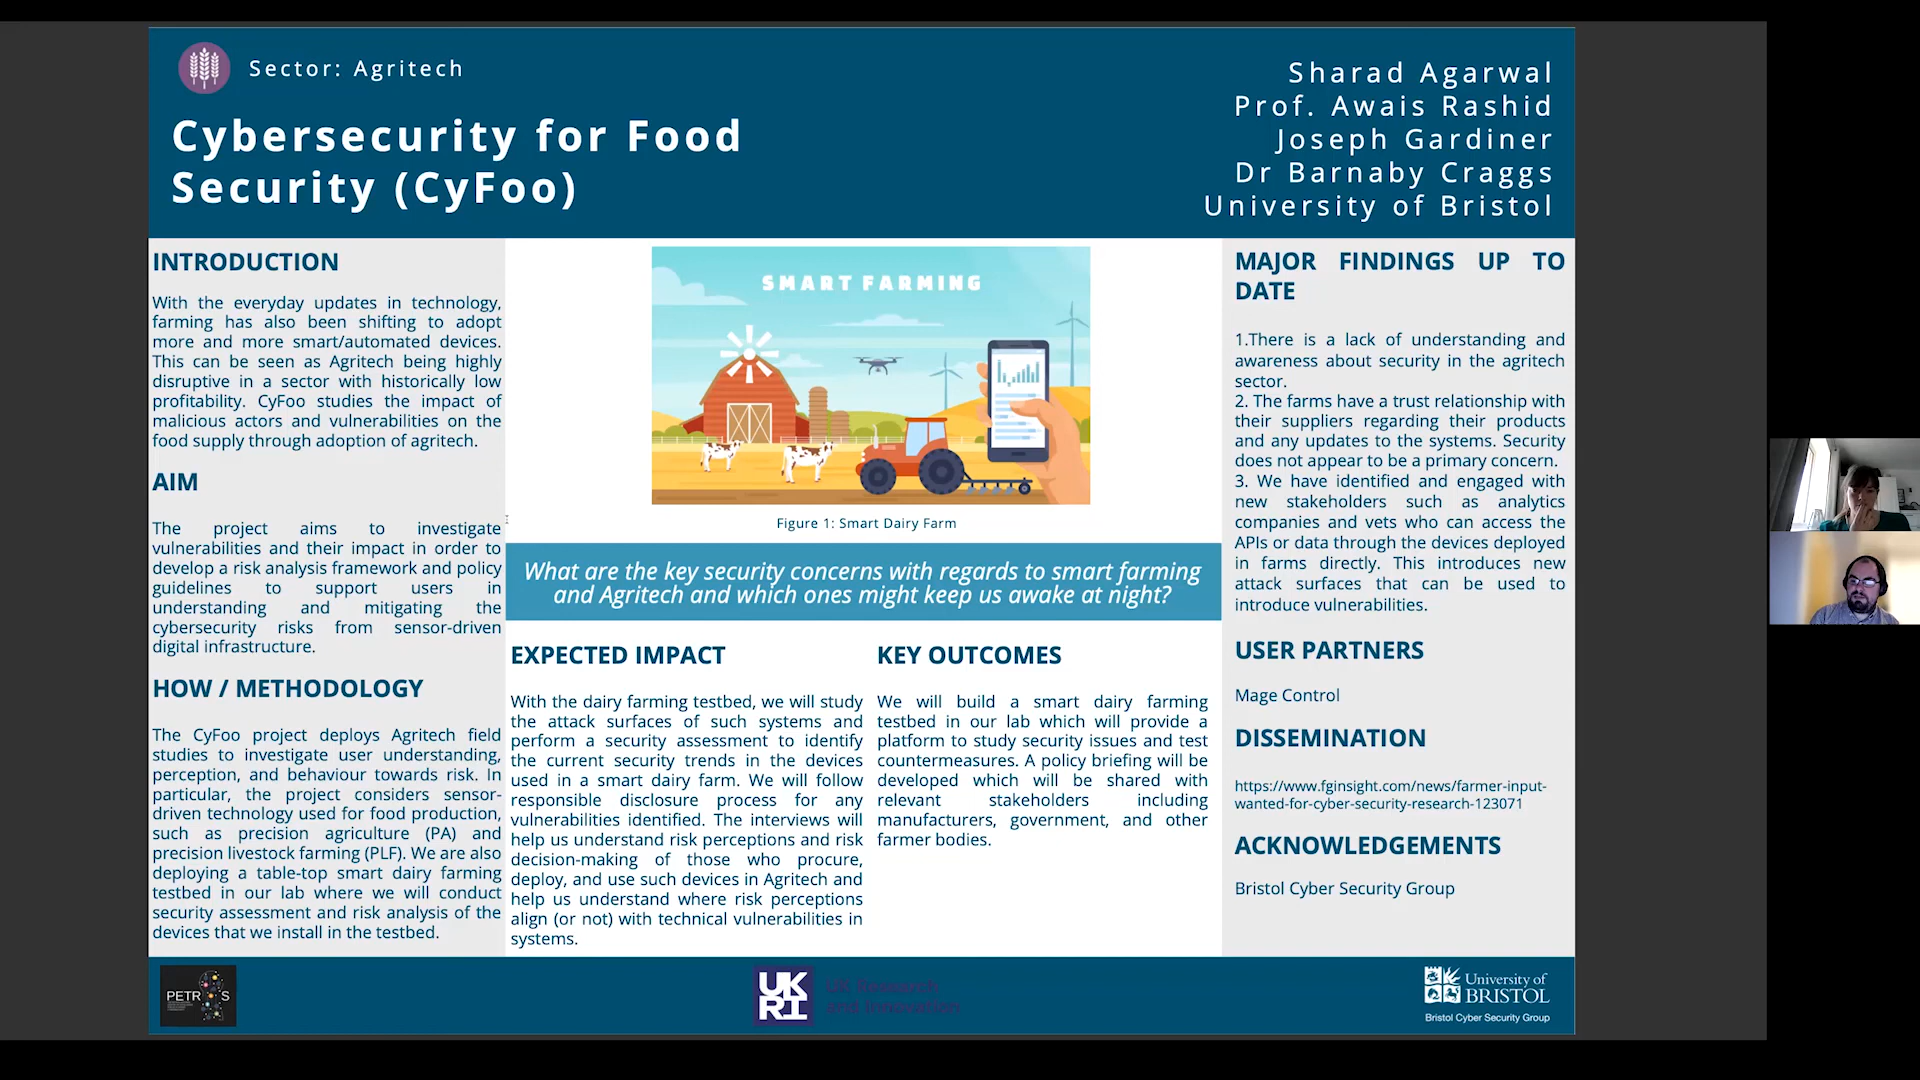 Sector: Agritech
Cybersecurity for Food
Security (CyFoo)
Sharad Agarwal
Prof. Awais Rashid
Joseph Gardiner
Dr Barnaby Craggs
University of Bristol
INTRODUCTION
With the everyday updates in technology,
farming has also been shifting to adopt
more and more smart/automated devices.
This can be seen as Agritech being highly
disruptive in a sector with historically low
profitability. CyFoo studies the impact of
malicious actors and vulnerabilities on the
food supply through adoption of agritech.
AIM
The project aims to investigate
vulnerabilities and their impact in order to
develop a risk analysis framework and policy
guidelines to support users in
understanding and mitigating the
cybersecurity risks from sensor-driven
digital infrastructure.
HOW / METHODOLOGY
The CyFoo project deploys Agritech field
studies to investigate user understanding,
perception, and behaviour towards risk. In
particular, the project considers sensor-
driven technology used for food production,
such as precision agriculture (PA) and
precision livestock farming (PLF). We are also
deploying a table-top smart dairy farming
testbed in our lab where we will conduct
security assessment and risk analysis of the
devices that we install in the testbed.
SMART FARMING
Figure 1: Smart Dairy Farm
What are the key security concerns with regards to smart farming
and Agritech and which ones might keep us awake at night?
EXPECTED IMPACT
With the dairy farming testbed, we will study
the attack surfaces of such systems and
perform a security assessment to identify
the current security trends in the devices
used in a smart dairy farm. We will follow
responsible disclosure process for any
vulnerabilities identified. The interviews will
help us understand risk perceptions and risk
decision-making of those who procure,
deploy, and use such devices in Agritech and
help us understand where risk perceptions
align (or not) with technical vulnerabilities in
systems.
KEY OUTCOMES
We will build a smart dairy farming
testbed in our lab which will provide a
platform to study security issues and test
countermeasures. A policy briefing will be
developed which will be shared with
relevant stakeholders including
manufacturers, government, and other
farmer bodies.
MAJOR FINDINGS UP TO
DATE
1.There is a lack of understanding and
awareness about security in the agritech
sector.
2. The farms have a trust relationship with
their suppliers regarding their products
and any updates to the systems. Security
does not appear to be a primary concern.
3. We have identified and engaged with
new stakeholders such as analytics
companies and vets who can access the
APIs or data through the devices deployed
in farms directly. This introduces new
attack surfaces that can be used to
introduce vulnerabilities.
USER PARTNERS
Mage Control
DISSEMINATION
https://www.fginsight.com/news/farmer-input-
wanted-for-cyber-security-research-123071
ACKNOWLEDGEMENTS
Bristol Cyber Security Group
PETRAS
UK
RI
UK Research
and Innovation
University of
BRISTOL
Bristol Cyber Security Group